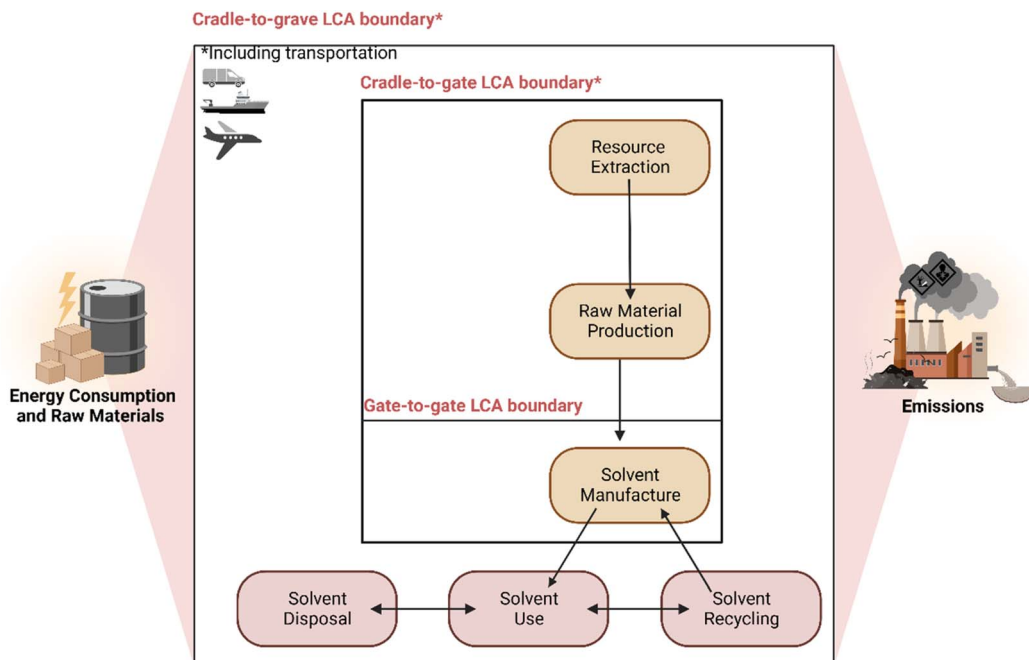 Cradle-to-grave LCA boundary*
*Including transportation
Cradle-to-gate LCA boundary*
Resource
Extraction
Raw Material
Production
Energy Consumption
and Raw Materials
Emissions
Gate-to-gate LCA boundary
Solvent
Manufacture
Solvent
Disposal
Solvent
Use
Solvent
Recycling